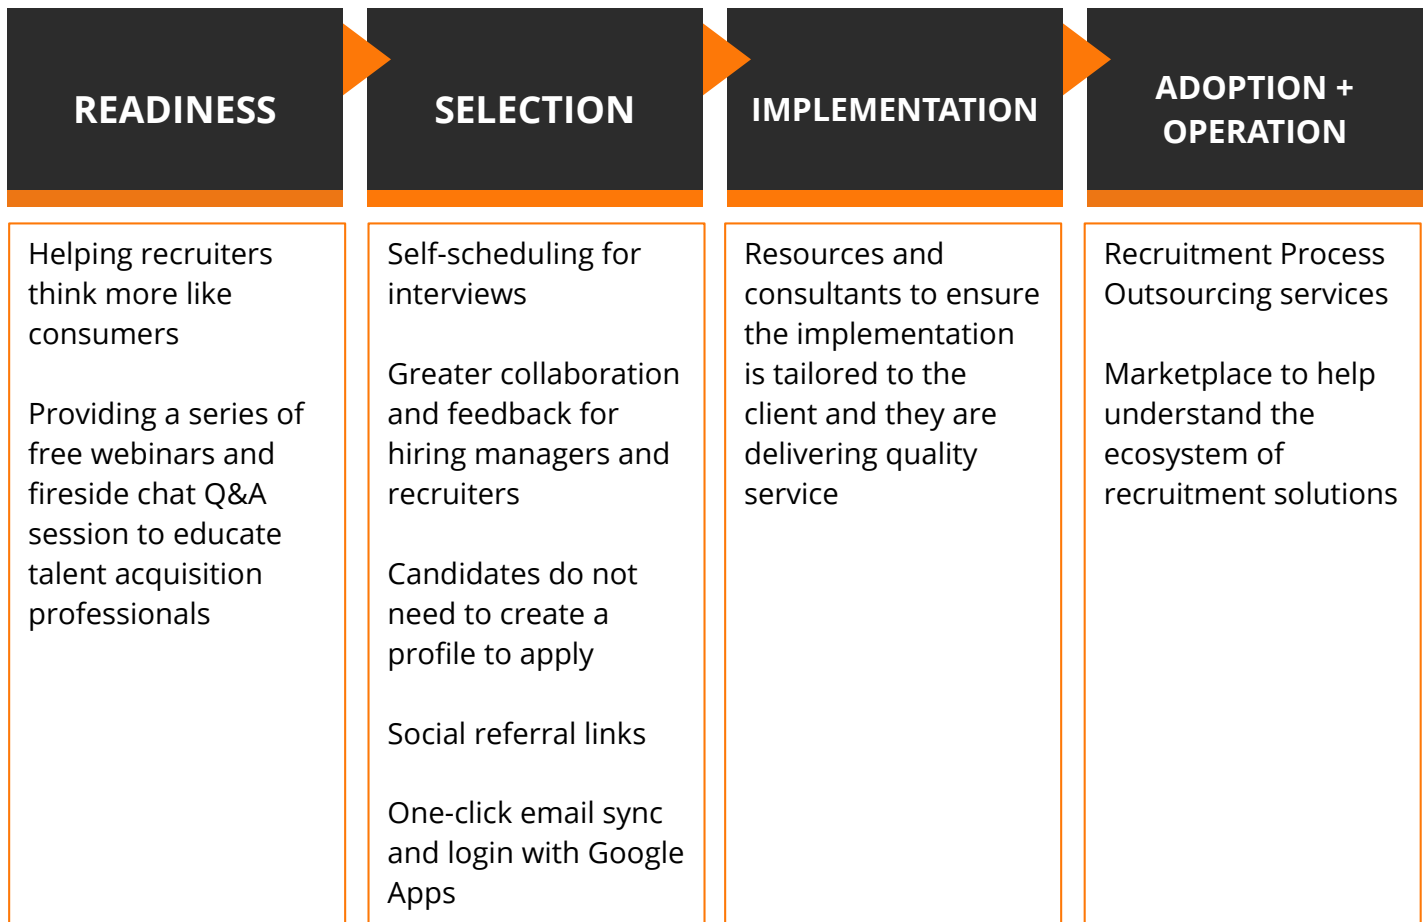 READINESS
SELECTION
IMPLEMENTATION
ADOPTION +
OPERATION
Helping recruiters
think more like
consumers
Providing a series of
free webinars and
fireside chat Q&A
session to educate
talent acquisition
professionals
Self-scheduling for
interviews
Greater collaboration
and feedback for
hiring managers and
recruiters
Candidates do not
need to create a
profile to apply
Social referral links
One-click email sync
and login with Google
Apps
Resources and
consultants to ensure
the implementation
is tailored to the
client and they are
delivering quality
service
Recruitment Process
Outsourcing services
Marketplace to help
understand the
ecosystem of
recruitment solutions